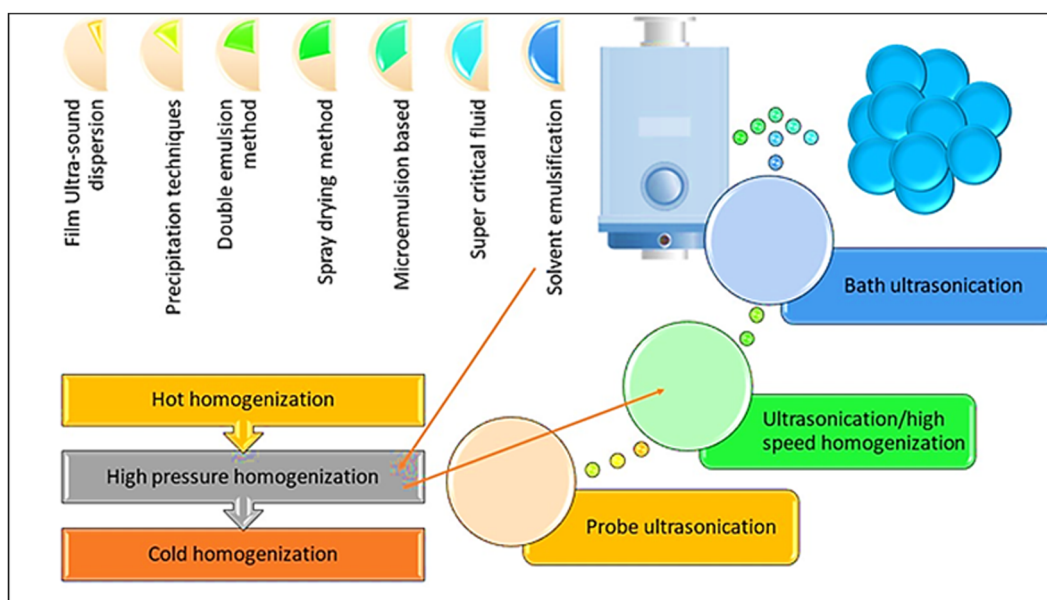 Film Ultra-sound
dispersion
Precipitation techniques
Double emulsion
method
Spray drying method
Microemulsion based
Super critical fluid
Solvent emulsification
Bath ultrasonication
Hot homogenization
Ultrasonication/high
speed homogenization
High pressure homogenization
Probe ultrasonication
Cold homogenization